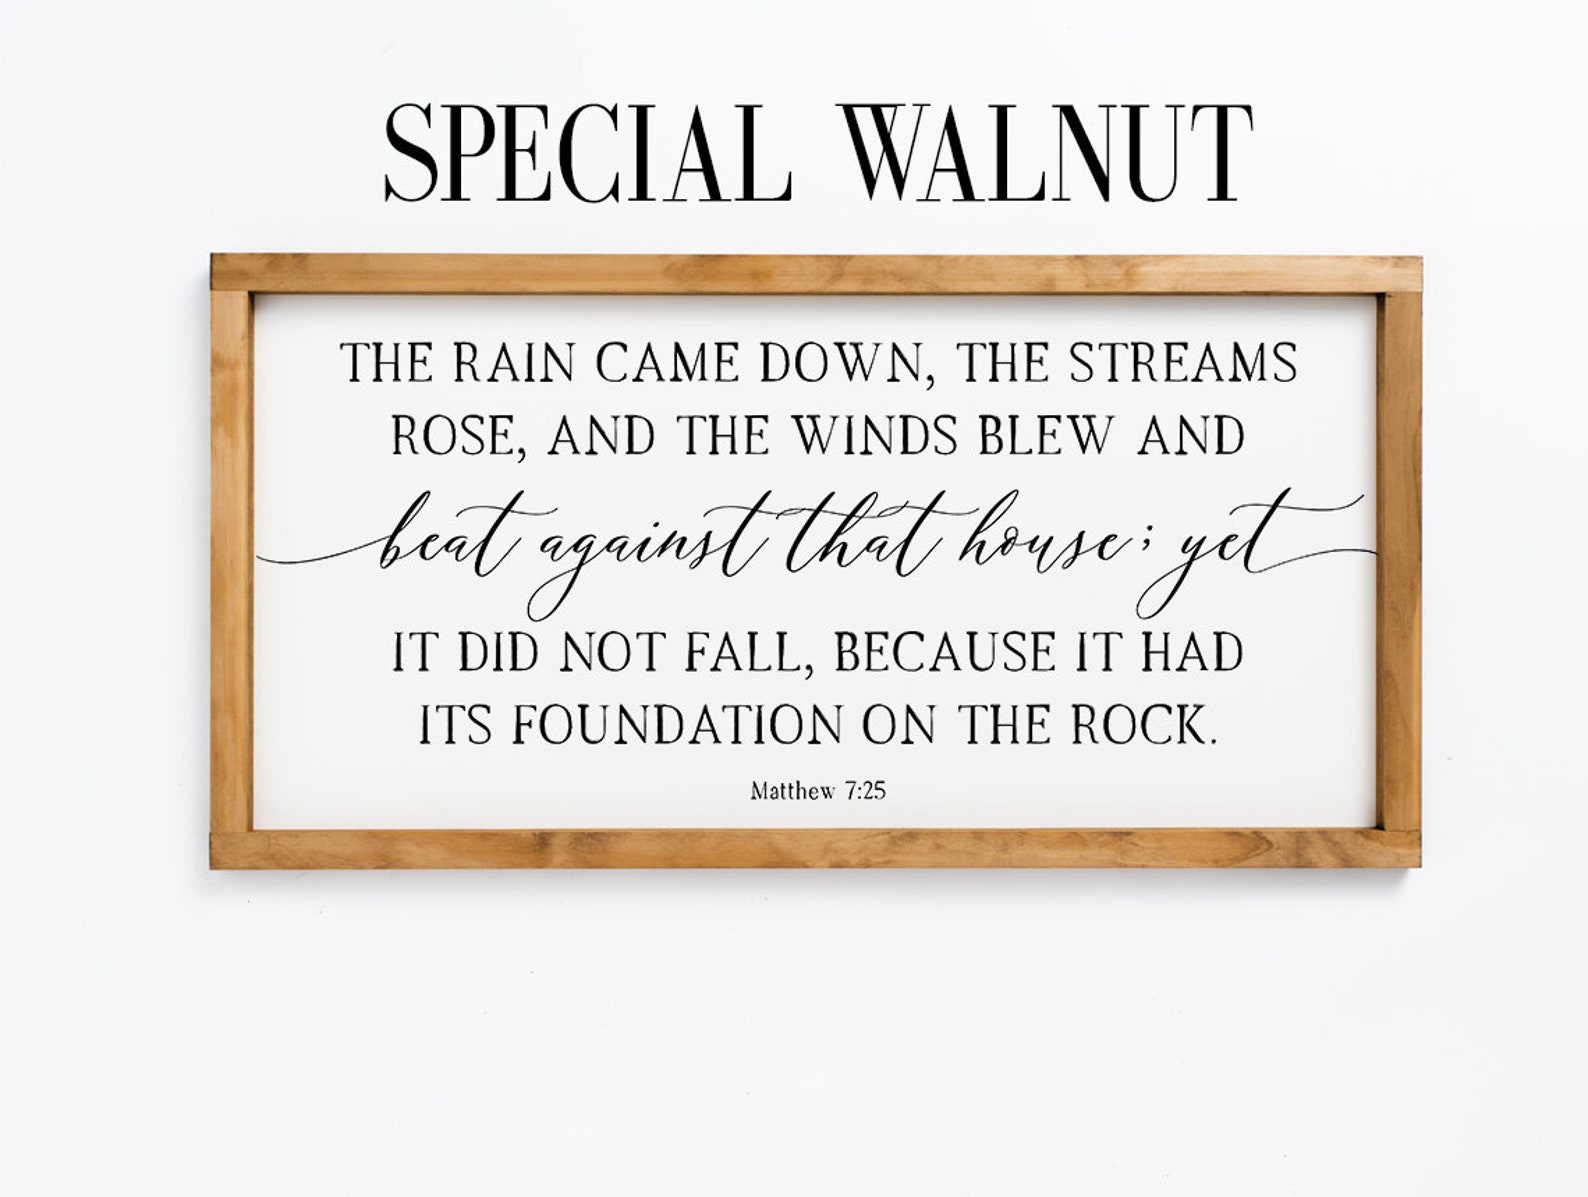 SPECIAL WALNUT
THE RAIN CAME DOWN, THE STREAMS
ROSE, AND THE WINDS BLEW AND
beat against that house; yet
IT DID NOT FALL, BECAUSE IT HAD
ITS FOUNDATION ON THE ROCK.
Matthew 7:25